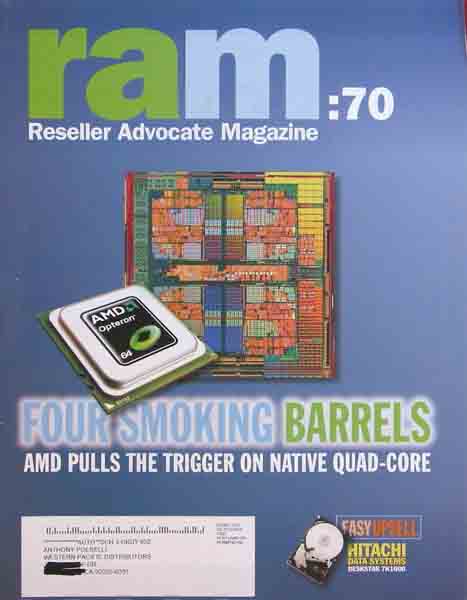 ram:70
Reseller Advocate Magazine
AMD
Opteron
64
FOUR SMOKING BARRELS
AMD PULLS THE TRIGGER ON NATIVE QUAD-CORE
EASY UPSELL
HITACHI
DATA SYSTEMS
DESKSTAR 7K1000
ANTHONY
WESTERN PACIFIC DISTRIBUTORS